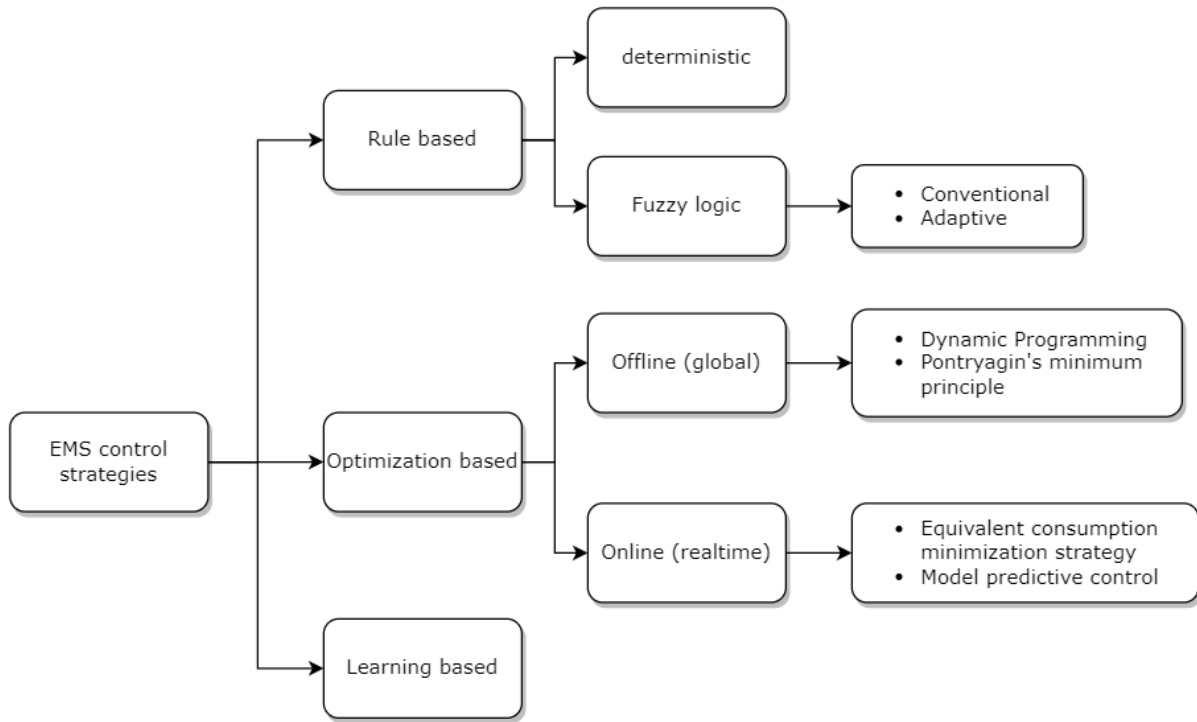 deterministic
Rule based
Fuzzy logic
• Conventional
• Adaptive
Offline (global)
• Dynamic Programming
• Pontryagin's minimum
principle
EMS control
strategies
Optimization based
Online (realtime)
• Equivalent consumption
minimization strategy
• Model predictive control
Learning based